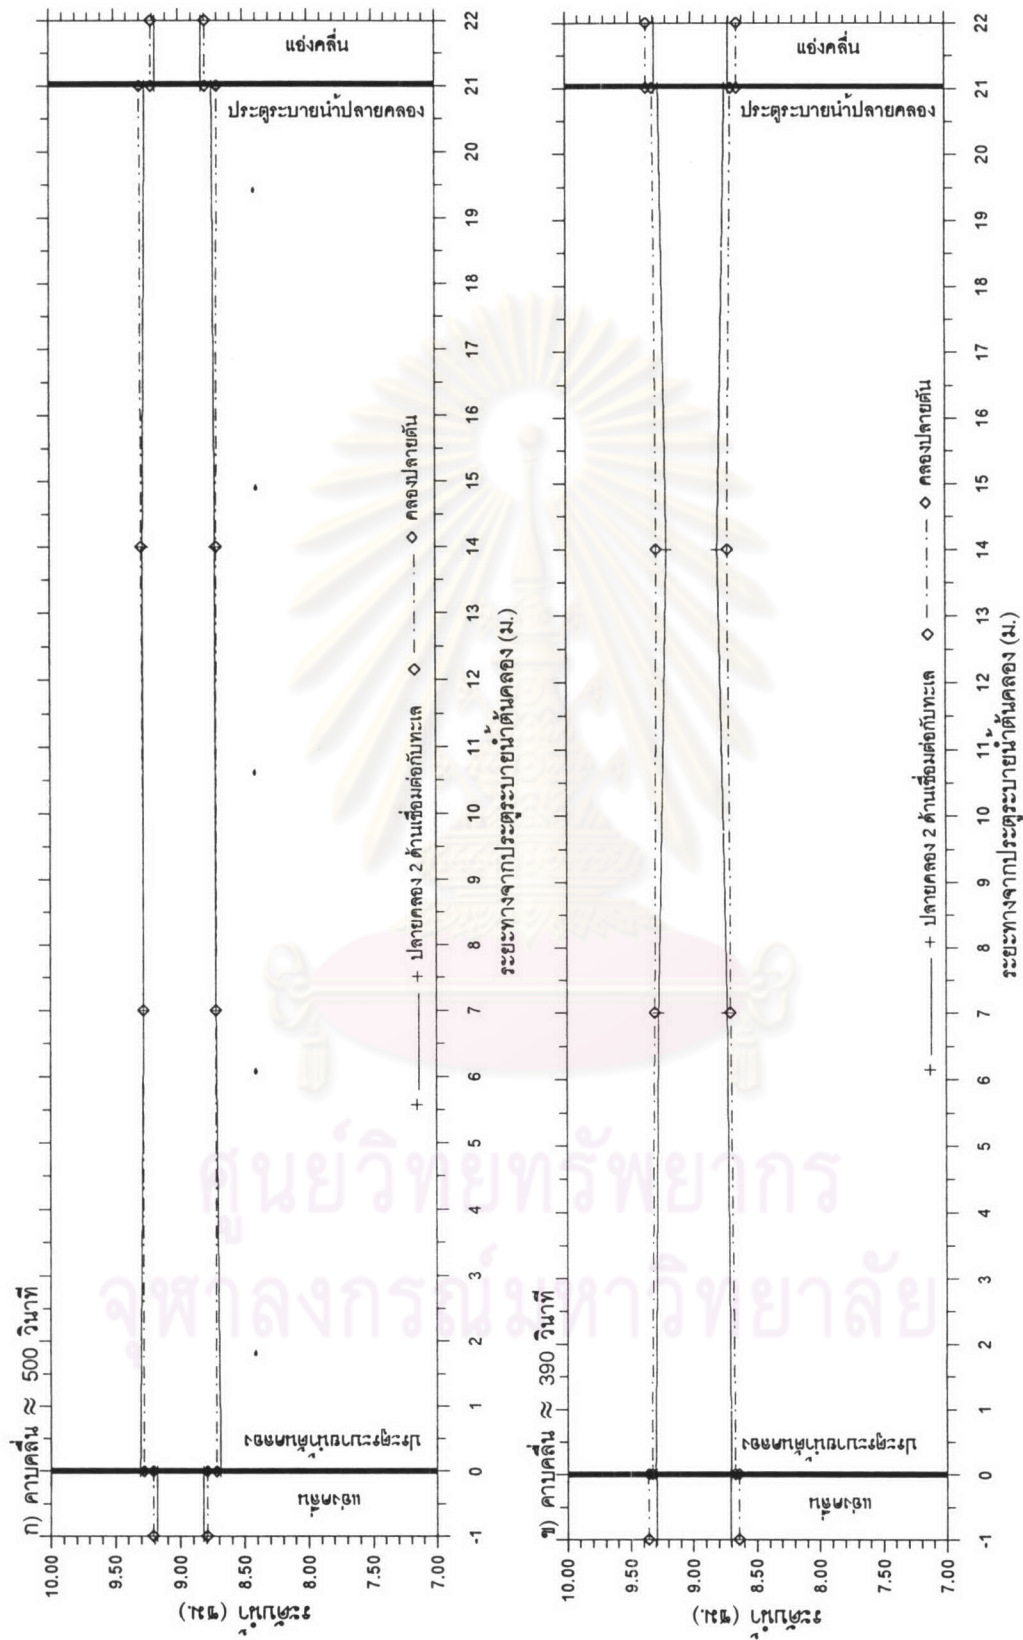 ก) คาบคลื่น ≈ 500 วินาที
ระดับน้ำ (ซม.)
10.00
9.50
9.00
8.50
8.00
7.50
7.00
แอ่งคลื่น
ประตูระบายน้ำต้นคลอง
ประตูระบายน้ำปลายคลอง
แอ่งคลื่น
-1 0 1 2 3 4 5 6 7 8 9 10 11 12 13 14 15 16 17 18 19 20 21 22
+ ปลายคลอง 2 ด้านเชื่อมต่อกับทะเล
คลองปลายตัน
ระยะทางจากประตูระบายน้ำต้นคลอง (ม.)
ข) คาบคลื่น ≈ 390 วินาที
ระดับน้ำ (ซม.)
10.00
9.50
9.00
8.50
8.00
7.50
7.00
แอ่งคลื่น
ประตูระบายน้ำต้นคลอง
ประตูระบายน้ำปลายคลอง
แอ่งคลื่น
-1 0 1 2 3 4 5 6 7 8 9 10 11 12 13 14 15 16 17 18 19 20 21 22
+ ปลายคลอง 2 ด้านเชื่อมต่อกับทะเล
คลองปลายตัน
ระยะทางจากประตูระบายน้ำต้นคลอง (ม.)
ศูนย์วิทยทรัพยากร
จุฬาลงกรณ์มหาวิทยาลัย